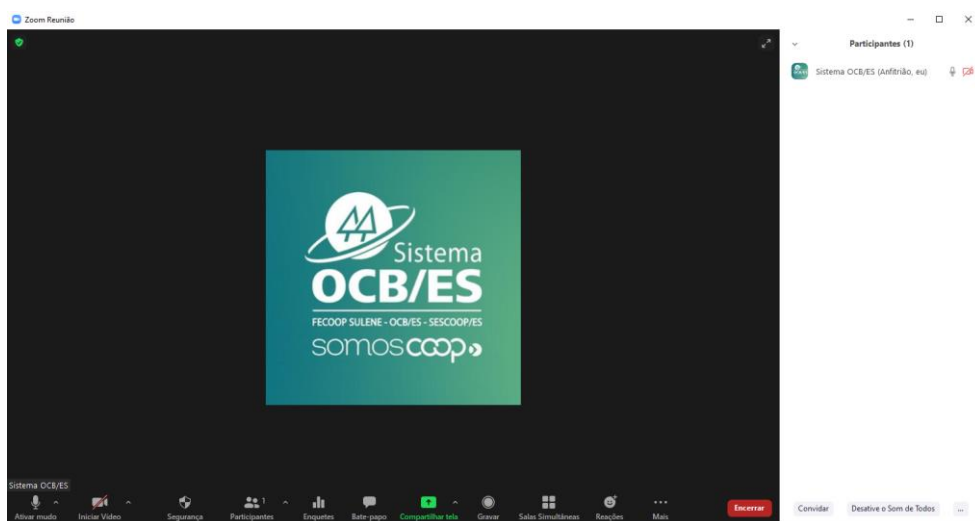 Zoom Reunião
Participantes (1)
Sistema OCB/ES (Anfitrião, eu)
Sistema
OCB/ES
FECOOP SULENE - OCB/ES - SESCOOP/ES
somoscoop
Sistema OCB/ES
Ativar mudo
Iniciar Vídeo
Segurança
Participantes 1
Enquetes
Bate-papo
Compartilhar tela
Gravar
Salas Simultâneas
Reações
Mais
Encerrar
Convidar
Desative o Som de Todos
...